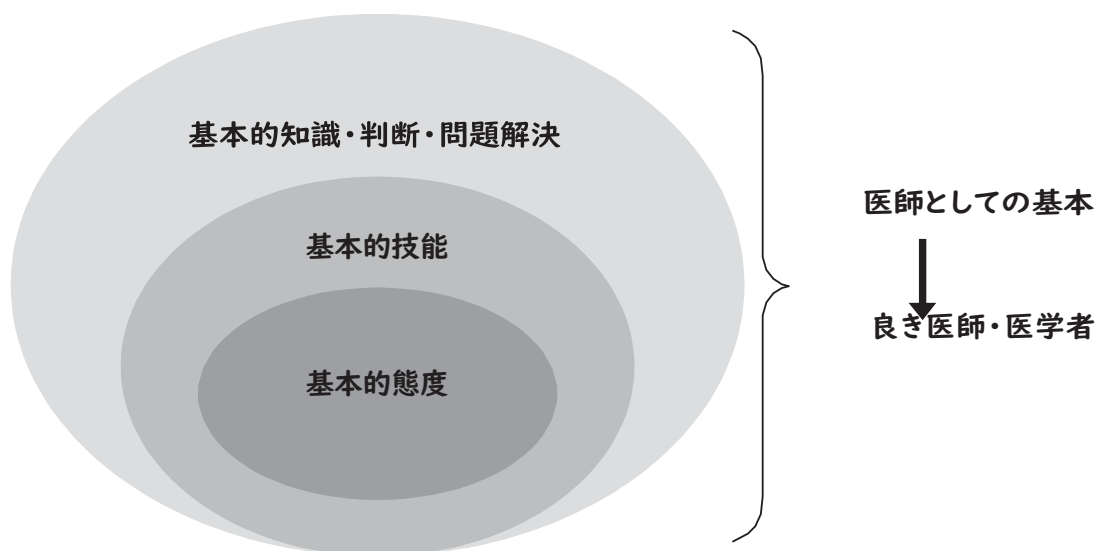 基本的知識・判断・問題解決
基本的技能
基本的態度
医師としての基本
良き医師・医学者